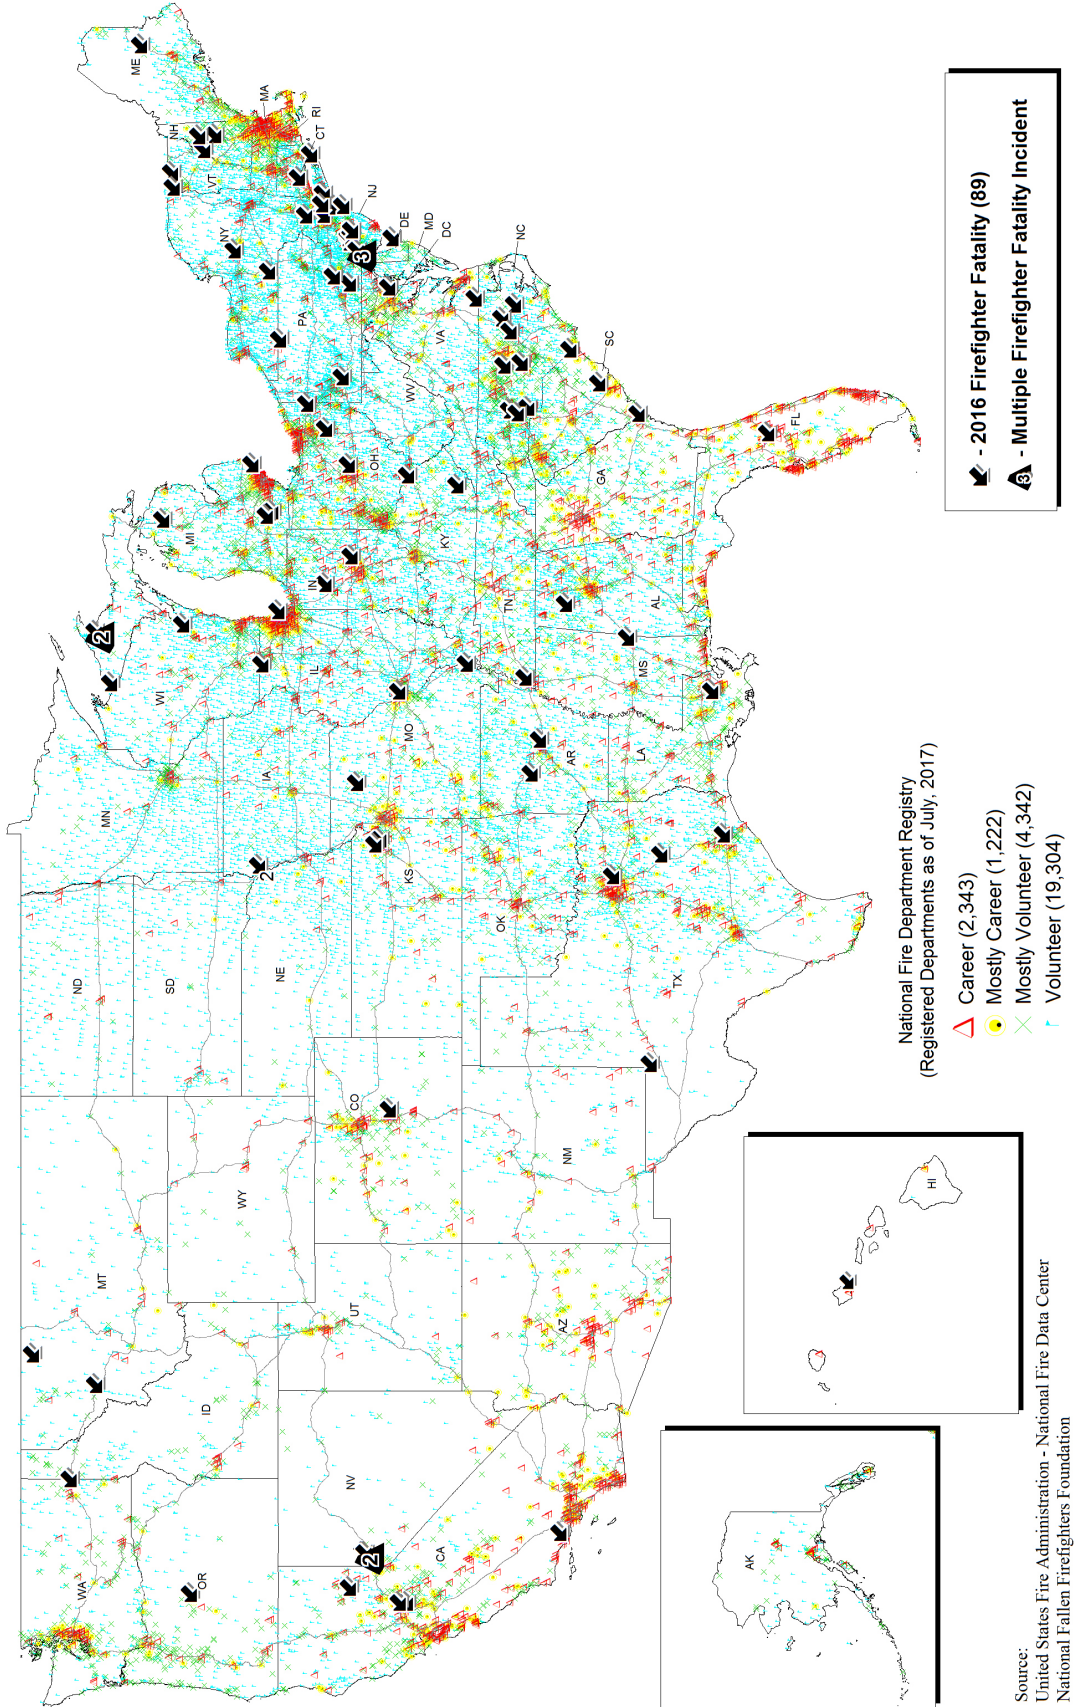 WA
OR
CA
NV
ID
MT
WY
UT
AZ
CO
NM
ND
SD
NE
KS
OK
TX
MN
IA
MO
AR
LA
WI
IL
MI
IN
OH
KY
TN
MS
AL
GA
FL
SC
NC
VA
WV
PA
NY
VT
NH
ME
MA
RI
CT
NJ
DE
MD
DC
AK
HI
2
2
2
3
National Fire Department Registry
(Registered Departments as of July, 2017)
Career (2,343)
Mostly Career (1,222)
Mostly Volunteer (4,342)
Volunteer (19,304)
- 2016 Firefighter Fatality (89)
3 - Multiple Firefighter Fatality Incident
Source:
United States Fire Administration - National Fire Data Center
National Fallen Firefighters Foundation